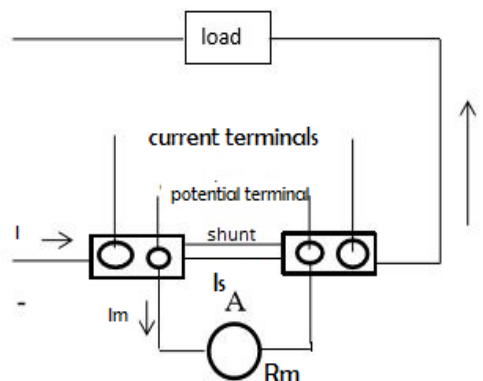 load
current terminals
potential terminal
I
shunt
Is
A
-
Im
Rm